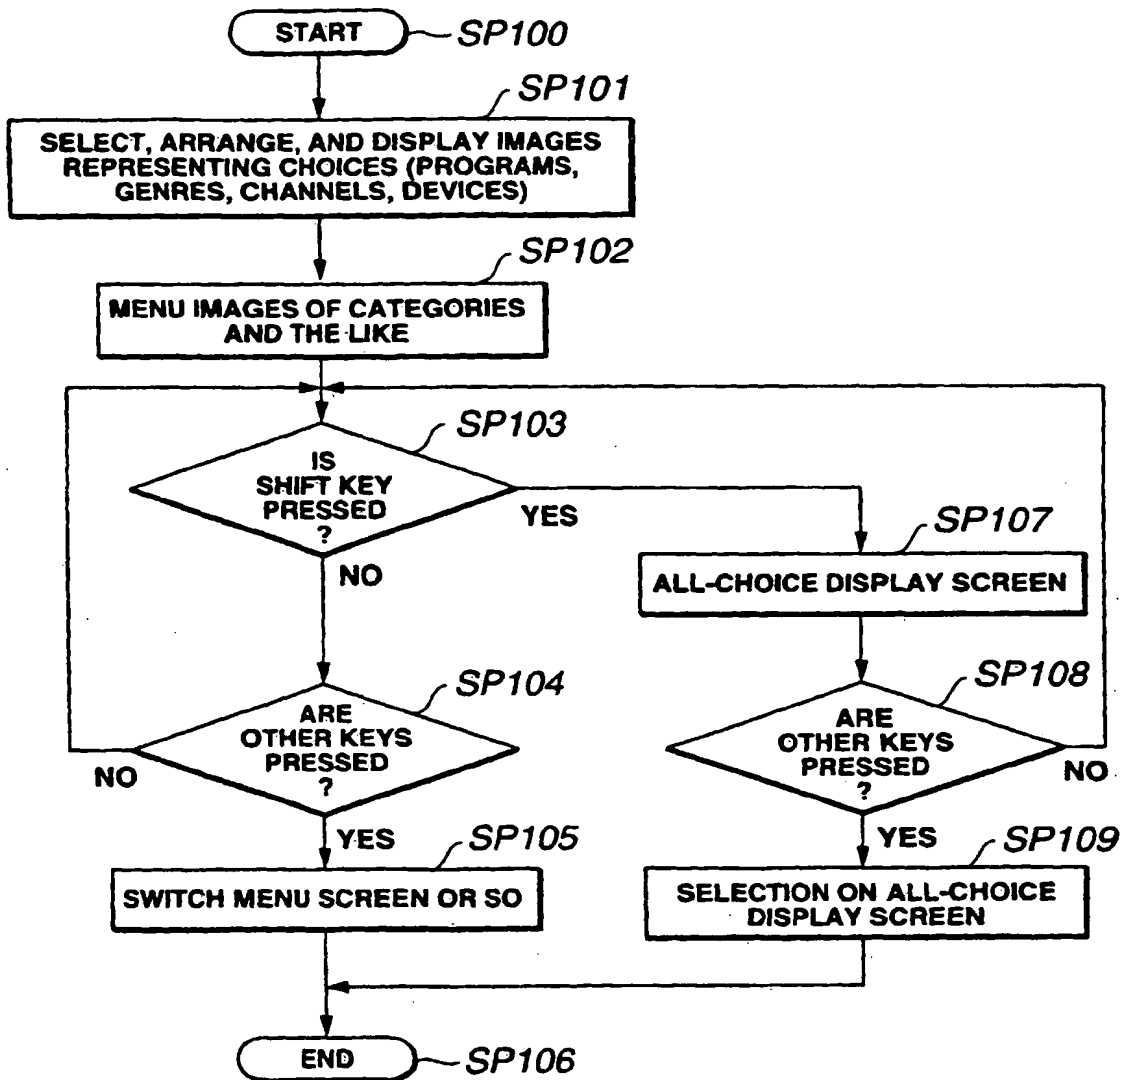 START
SP100
SP101
SELECT, ARRANGE, AND DISPLAY IMAGES
REPRESENTING CHOICES (PROGRAMS,
GENRES, CHANNELS, DEVICES)
SP102
MENU IMAGES OF CATEGORIES
AND THE LIKE
SP103
IS
SHIFT KEY
PRESSED
?
YES
NO
SP107
ALL-CHOICE DISPLAY SCREEN
SP104
ARE
OTHER KEYS
PRESSED
?
NO
YES
SP108
ARE
OTHER KEYS
PRESSED
?
NO
YES
SP105
SWITCH MENU SCREEN OR SO
SP109
SELECTION ON ALL-CHOICE
DISPLAY SCREEN
END
SP106